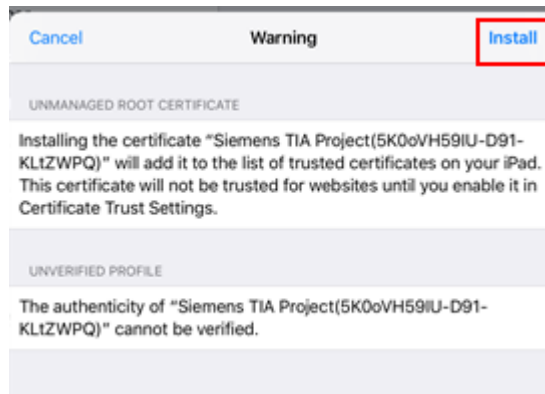 Cancel Warning Install
UNMANAGED ROOT CERTIFICATE
Installing the certificate “Siemens TIA Project(5K0oVH59IU-D91-
KLtZWPQ)” will add it to the list of trusted certificates on your iPad.
This certificate will not be trusted for websites until you enable it in
Certificate Trust Settings.
UNVERIFIED PROFILE
The authenticity of “Siemens TIA Project(5K0oVH59IU-D91-
KLtZWPQ)” cannot be verified.